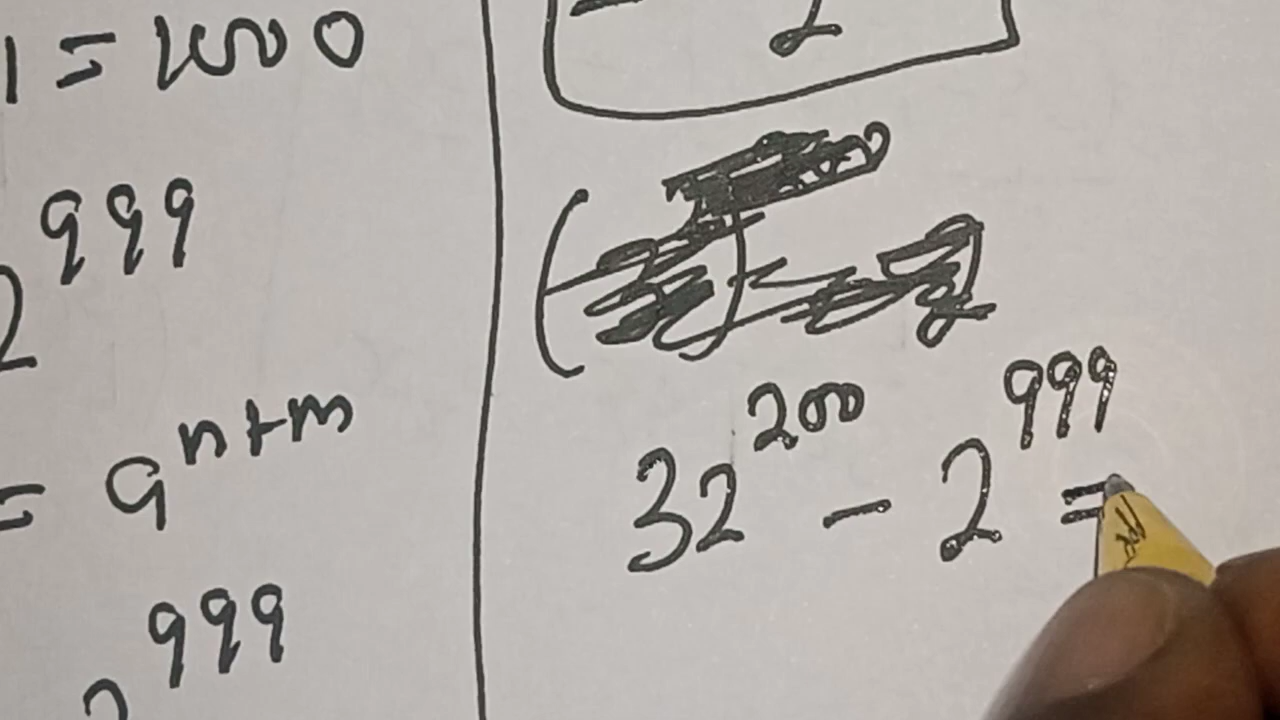 1 = 1000
2^999
= a^n+m
2^999
2
32^200 - 2^999 =